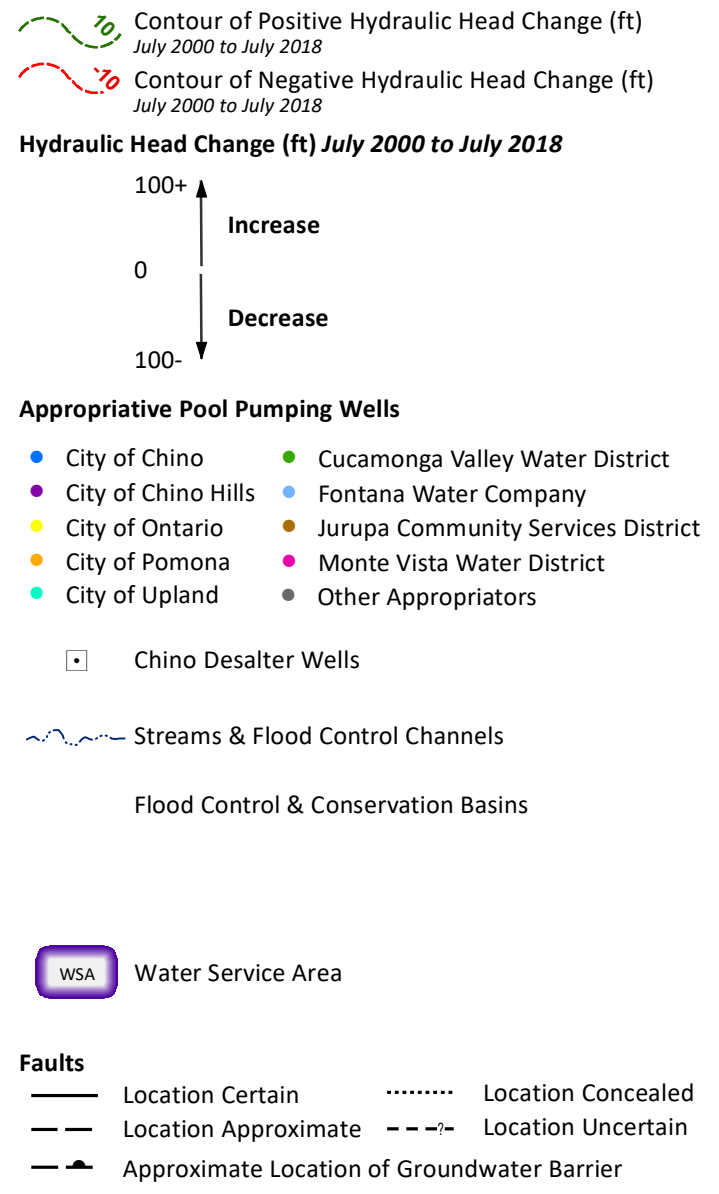 10 Contour of Positive Hydraulic Head Change (ft)
July 2000 to July 2018
-10 Contour of Negative Hydraulic Head Change (ft)
July 2000 to July 2018
Hydraulic Head Change (ft) July 2000 to July 2018
100+
Increase
0
Decrease
100-
Appropriative Pool Pumping Wells
City of Chino
City of Chino Hills
City of Ontario
City of Pomona
City of Upland
Cucamonga Valley Water District
Fontana Water Company
Jurupa Community Services District
Monte Vista Water District
Other Appropriators
Chino Desalter Wells
Streams & Flood Control Channels
Flood Control & Conservation Basins
WSA Water Service Area
Faults
Location Certain
Location Concealed
Location Approximate
? Location Uncertain
Approximate Location of Groundwater Barrier